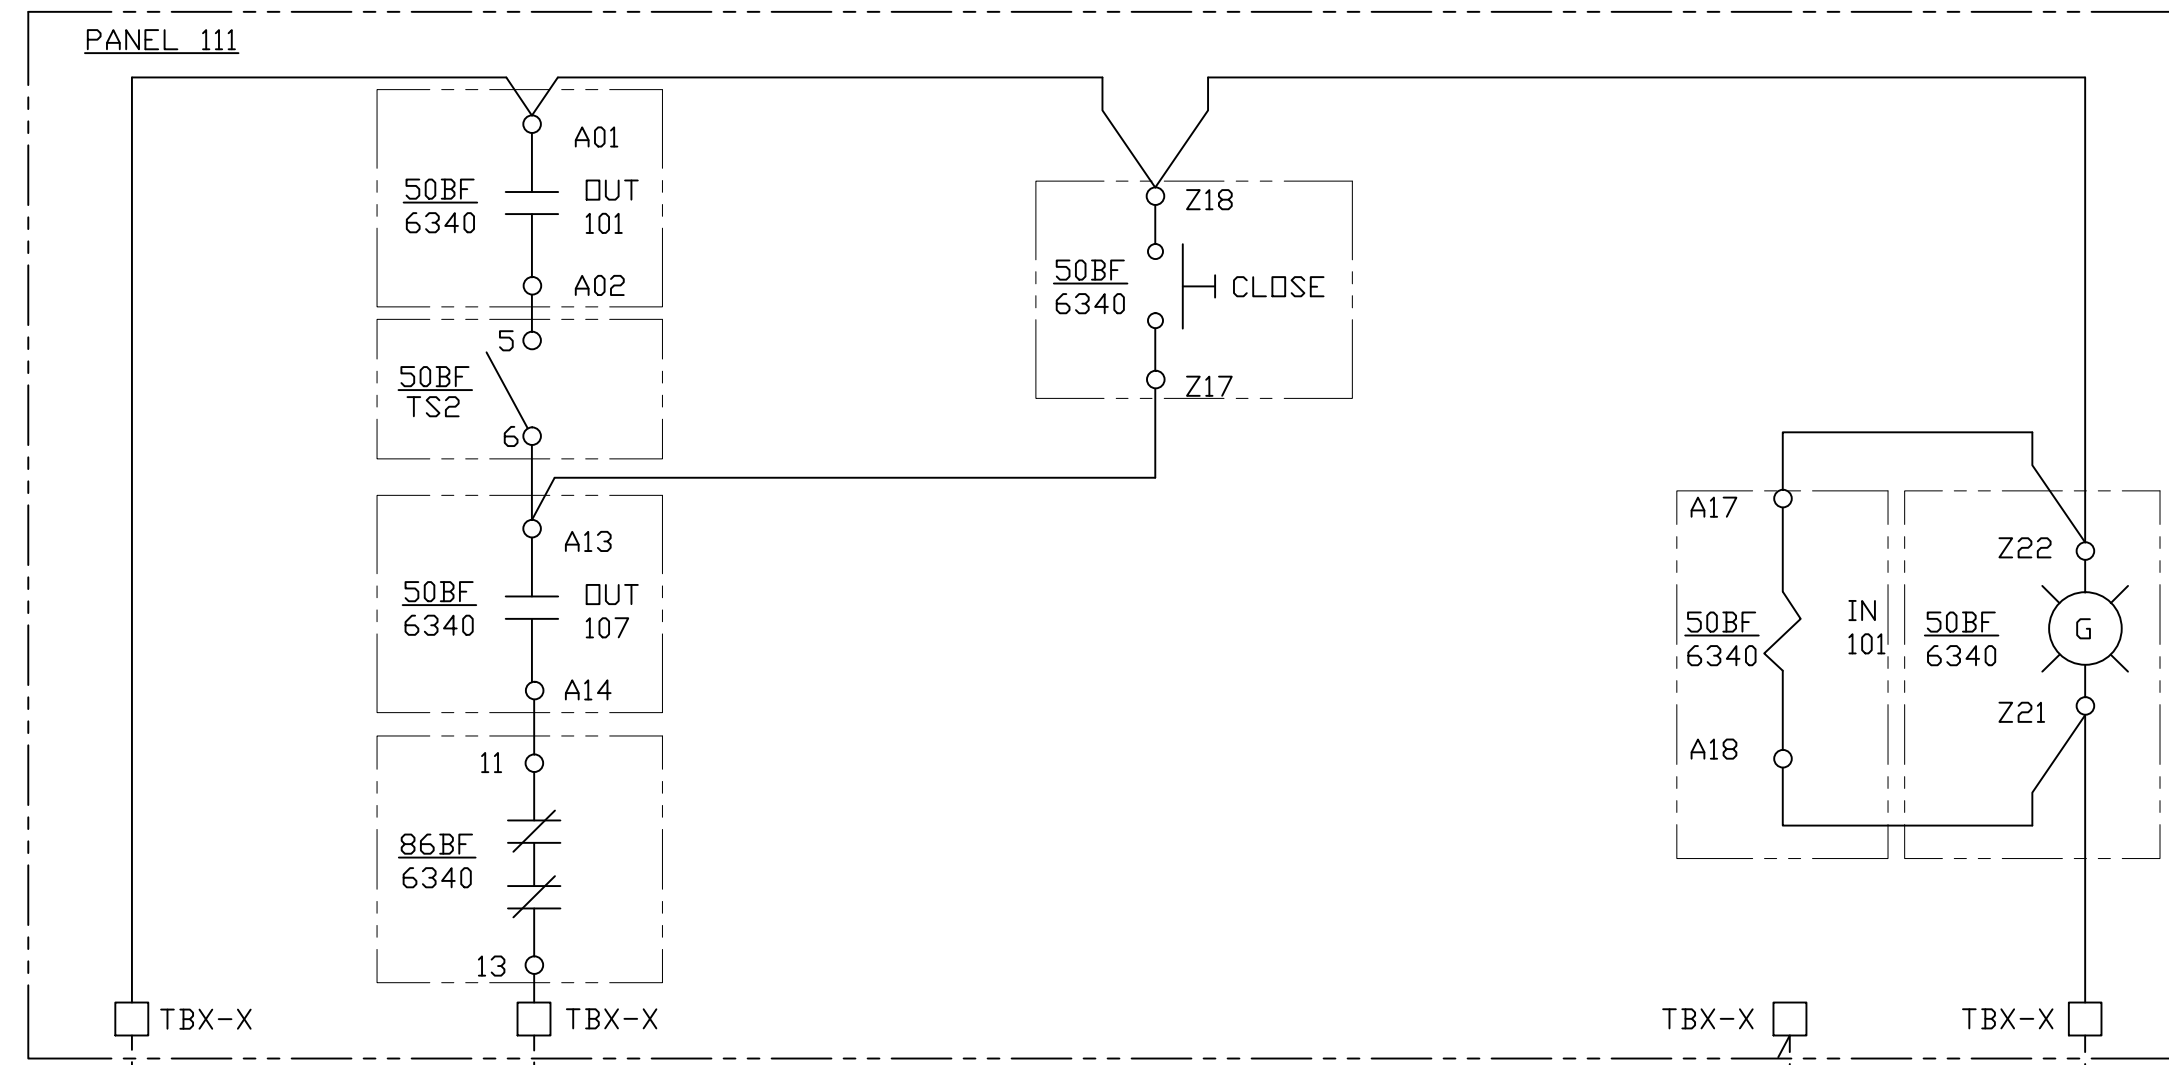 PANEL 111
A01
50BF
6340
OUT
101
A02
5
50BF
TS2
6
A13
50BF
6340
OUT
107
A14
11
86BF
6340
13
TBX-X
TBX-X
Z18
50BF
6340
CLOSE
Z17
A17
50BF
6340
IN
101
A18
Z22
50BF
6340
G
Z21
TBX-X
TBX-X